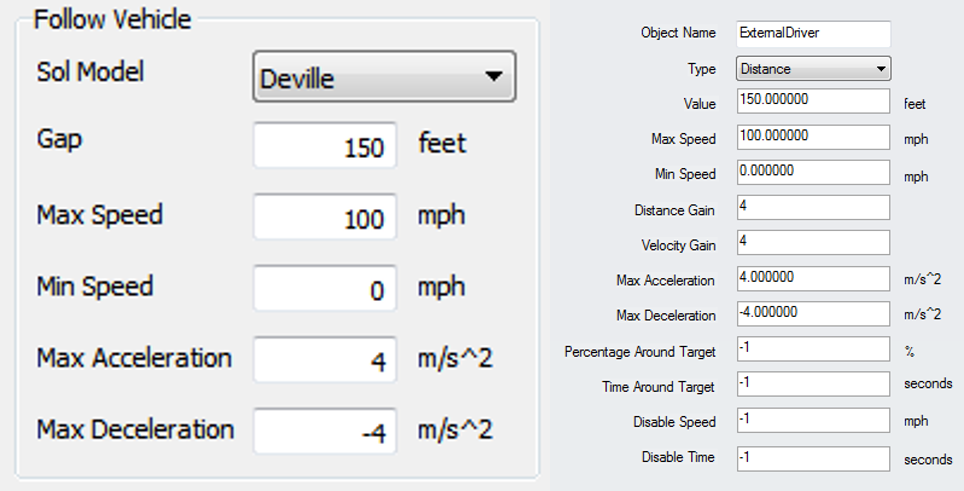 Follow Vehicle
Sol Model Deville
Gap 150 feet
Max Speed 100 mph
Min Speed 0 mph
Max Acceleration 4 m/s^2
Max Deceleration -4 m/s^2
Object Name ExternalDriver
Type Distance
Value 150.000000 feet
Max Speed 100.000000 mph
Min Speed 0.000000 mph
Distance Gain 4
Velocity Gain 4
Max Acceleration 4.000000 m/s^2
Max Deceleration -4.000000 m/s^2
Percentage Around Target -1 %
Time Around Target -1 seconds
Disable Speed -1 mph
Disable Time -1 seconds